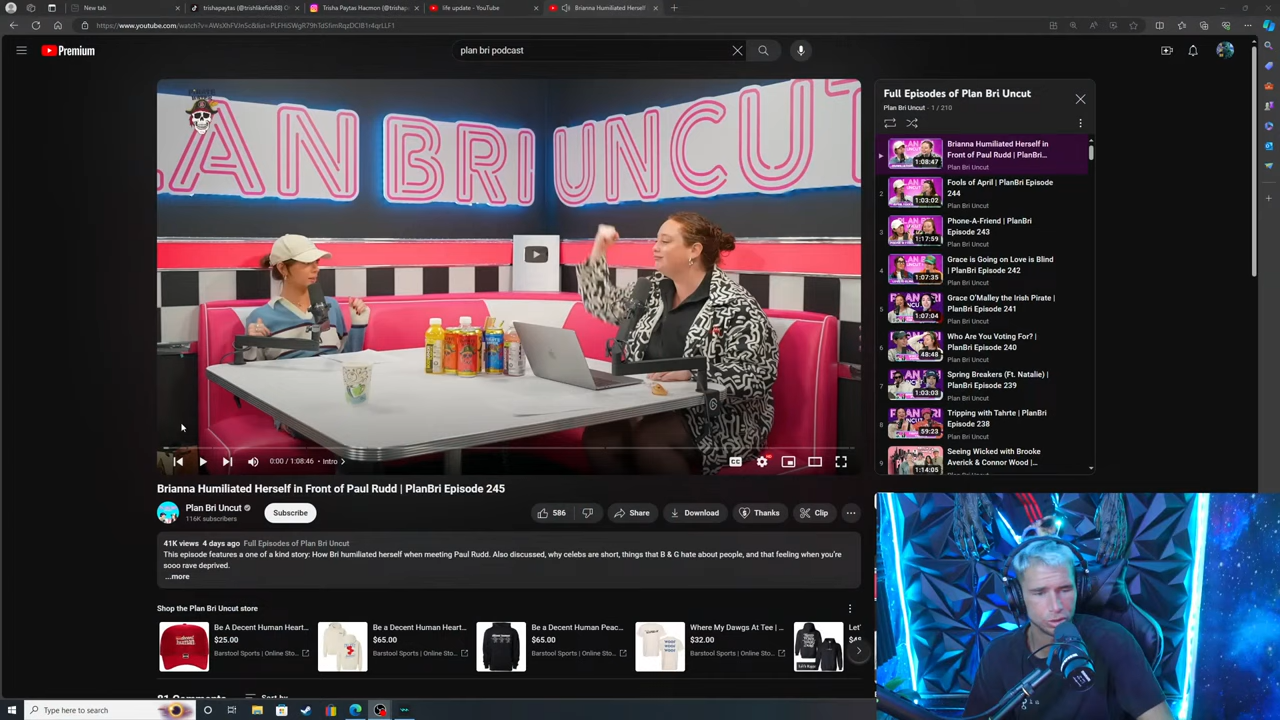 New tab
trishapaytas (@trishlikefish88)
Trisha Paytas Hacmon (@trishap
life update - YouTube
Brianna Humiliated Herself!
Premium
plan bri podcast
AN BRI UNCUT
0:00 / 1:08:46 • Intro
Brianna Humiliated Herself in Front of Paul Rudd | PlanBri Episode 245
Plan Bri Uncut
116K subscribers
Subscribe
586
Share
Download
Thanks
Clip
41K views 4 days ago Full Episodes of Plan Bri Uncut
This episode features a one of a kind story: How Bri humiliated herself when meeting Paul Rudd. Also discussed, why celebs are short, things that B & G hate about people, and that feeling when you're
sooo rave deprived.
...more
Shop the Plan Bri Uncut store
Be A Decent Human Heart...
$25.00
Barstool Sports | Online Sto...
Be a Decent Human Heart...
$65.00
Barstool Sports | Online Sto...
Be a Decent Human Peac...
$65.00
Barstool Sports | Online Sto...
Where My Dawgs At Tee | ...
$32.00
Barstool Sports | Online Sto...
Let'
Full Episodes of Plan Bri Uncut
Plan Bri Uncut - 1 / 210
1:08:47
Brianna Humiliated Herself in
Front of Paul Rudd | PlanBri...
Plan Bri Uncut
2
1:03:02
Fools of April | PlanBri Episode
244
Plan Bri Uncut
3
1:17:59
Phone-A-Friend | PlanBri
Episode 243
Plan Bri Uncut
4
1:07:35
Grace is Going on Love is Blind
| PlanBri Episode 242
Plan Bri Uncut
5
1:07:04
Grace O'Malley the Irish Pirate |
PlanBri Episode 241
Plan Bri Uncut
6
48:48
Who Are You Voting For? |
PlanBri Episode 240
Plan Bri Uncut
7
1:03:03
Spring Breakers (Ft. Natalie) |
PlanBri Episode 239
Plan Bri Uncut
8
59:23
Tripping with Tahrte | PlanBri
Episode 238
Plan Bri Uncut
9
1:14:05
Seeing Wicked with Brooke
Averick & Connor Wood |...
Plan Bri Uncut
Type here to search